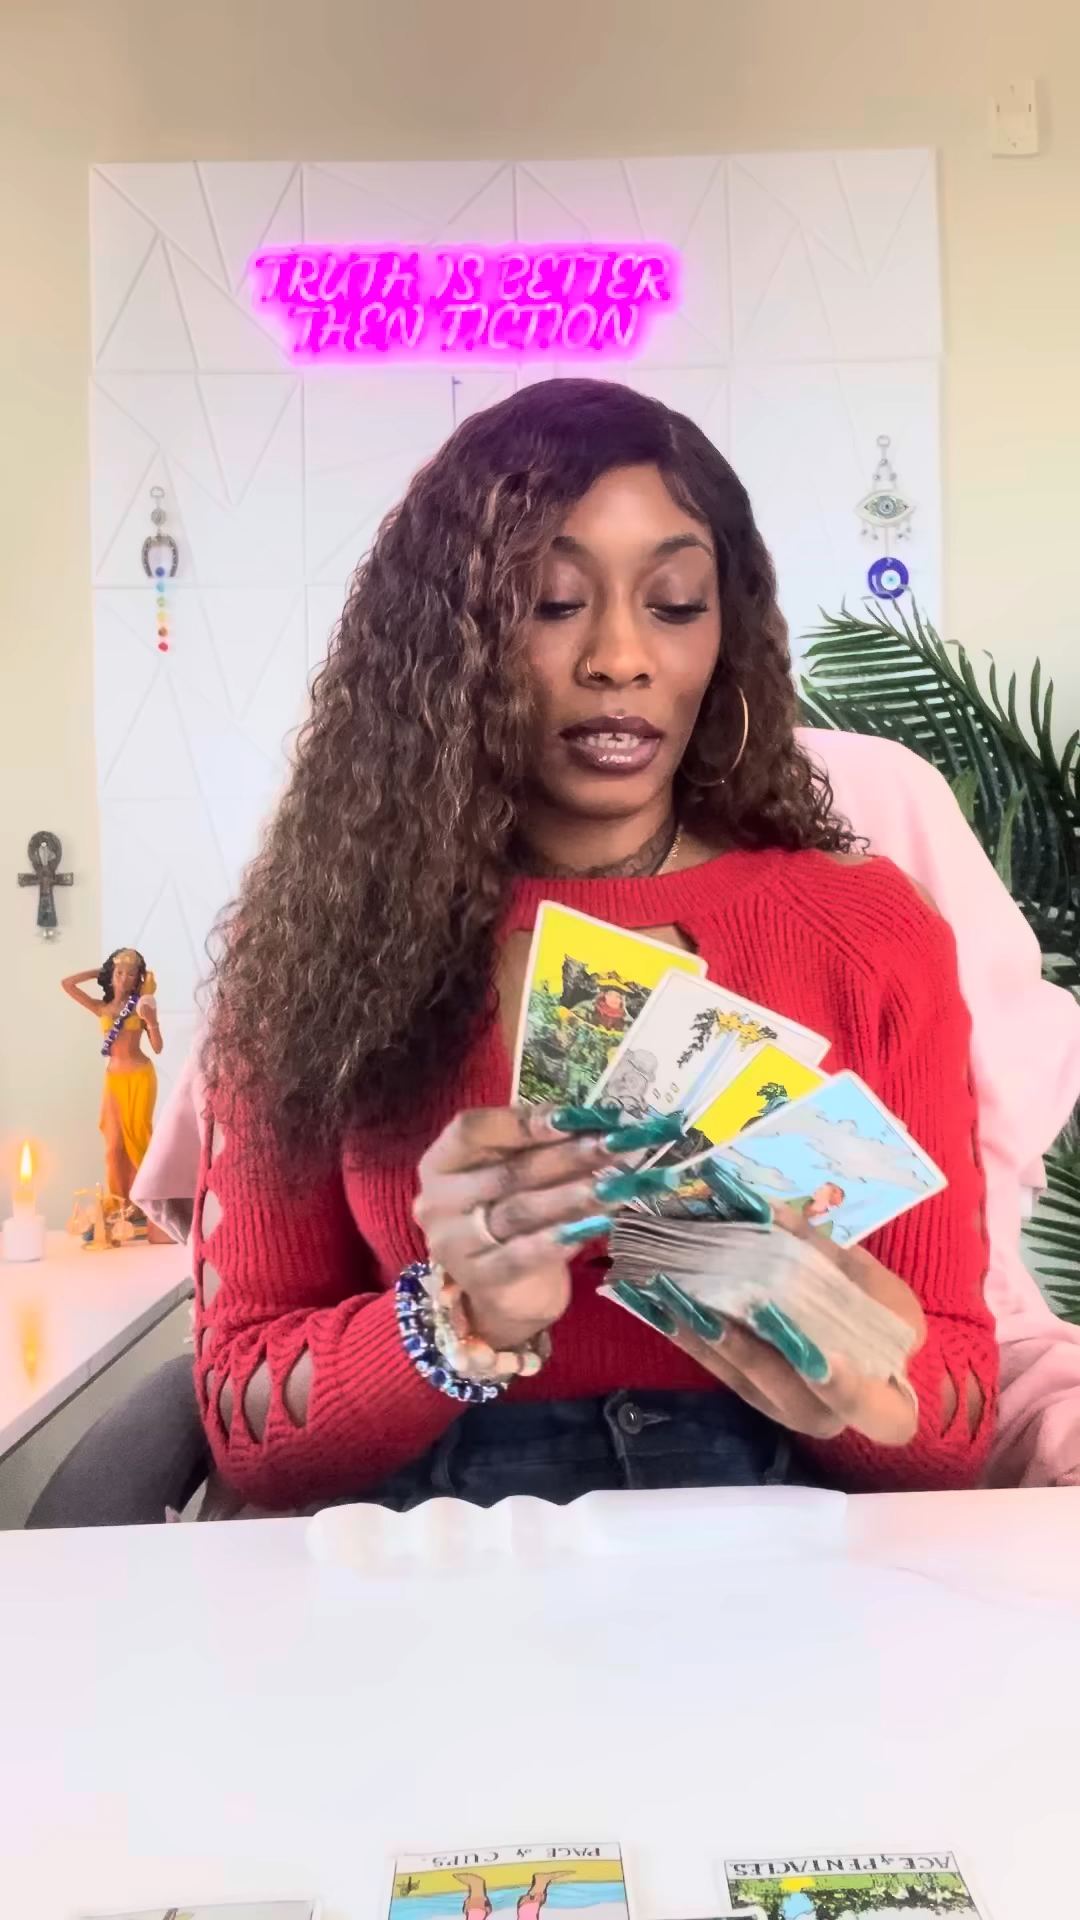 TRUTH IS BETTER
THEN FICTION
PAGE of CUPS.
ACE of PENTACLES.